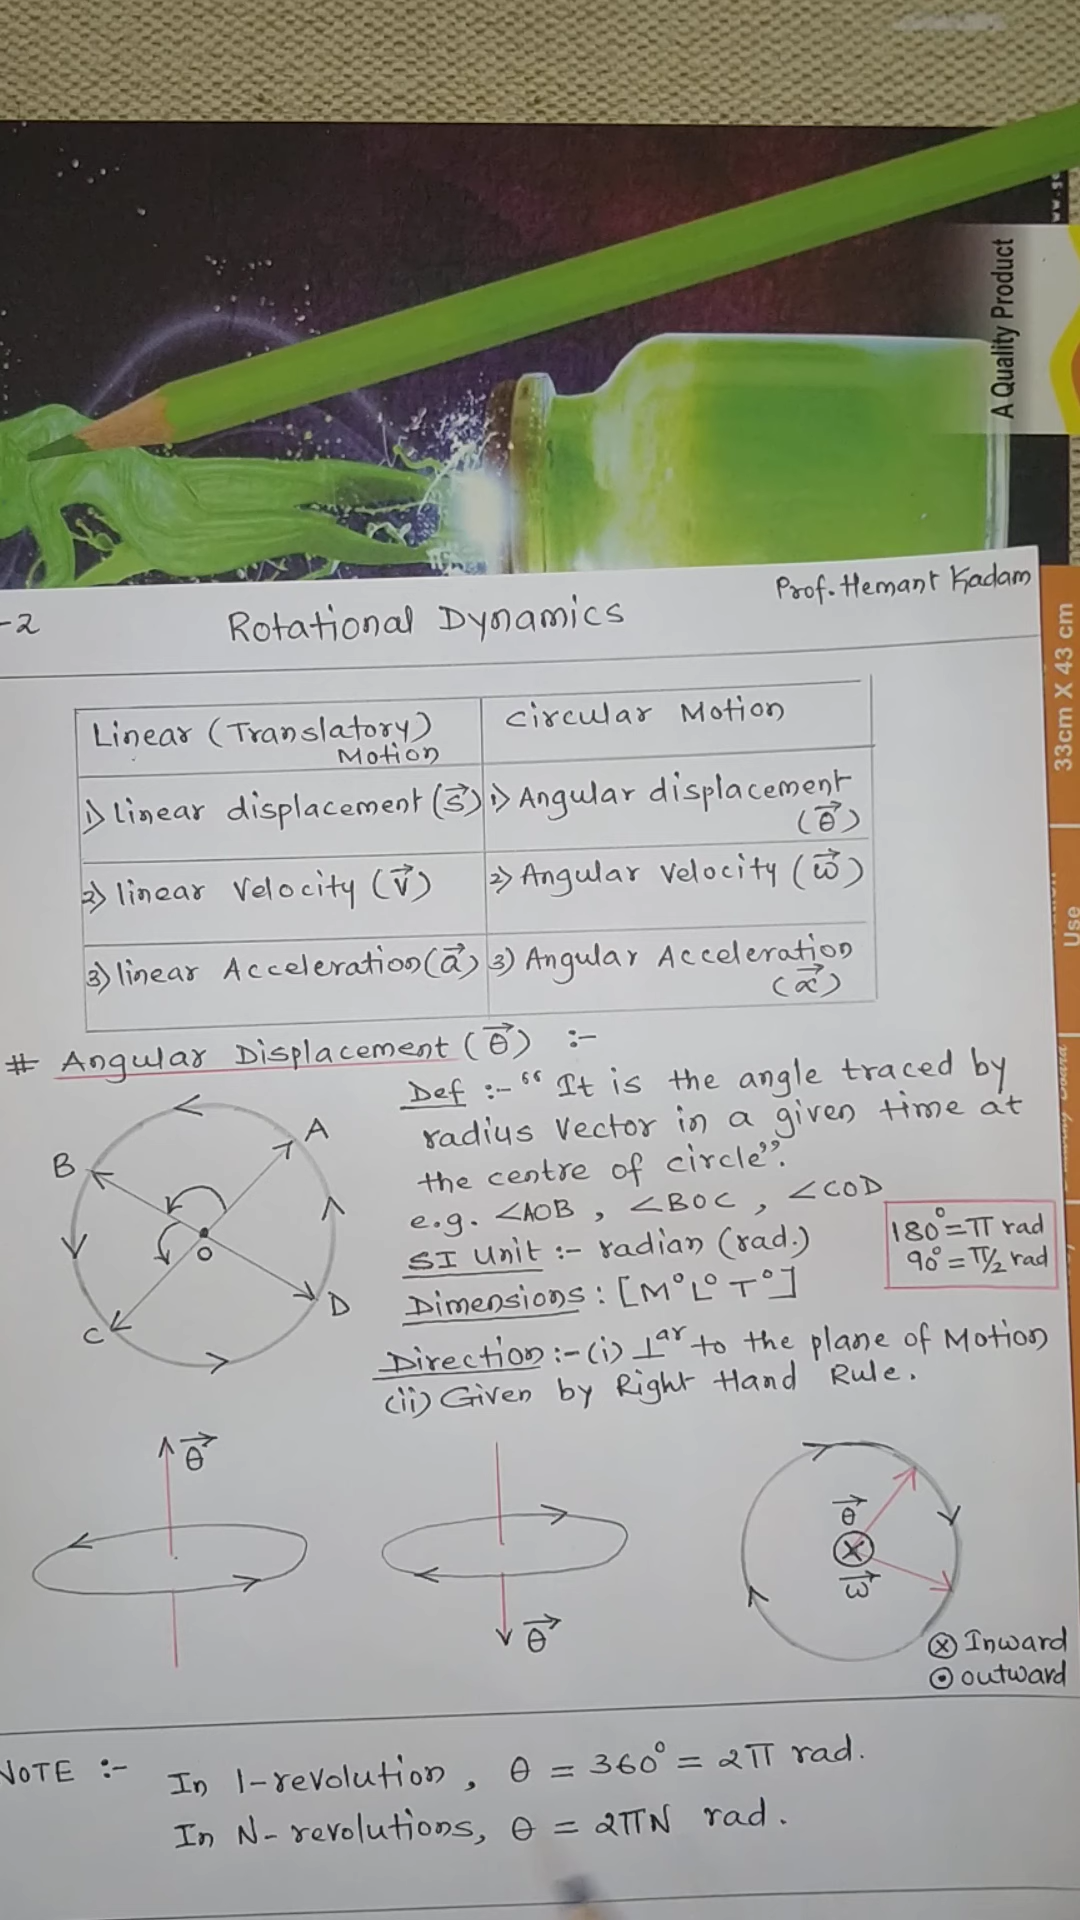 A Quality Product
33cm X 43 cm
Use
-2
Rotational Dynamics
Prof. Hemant Kadam
Linear (Translatory) Motion
Circular Motion
1) linear displacement (s⃗)
1) Angular displacement (θ⃗)
2) linear Velocity (v⃗)
2) Angular Velocity (ω⃗)
3) linear Acceleration (a⃗)
3) Angular Acceleration (α⃗)
# Angular Displacement (θ⃗) :-
Def :- “ It is the angle traced by
radius vector in a given time at
the centre of circle”.
e.g. ∠AOB , ∠BOC , ∠COD
SI Unit :- radian (rad.)
180° = π rad
90° = π/2 rad
Dimensions : [M⁰L⁰T⁰]
Direction :- (i) ⊥ar to the plane of Motion
(ii) Given by Right Hand Rule.
A
B
O
C
D
θ⃗
θ⃗
θ⃗
ω⃗
ⓧ Inward
⊙ outward
NOTE :- In 1-revolution , θ = 360° = 2π rad.
In N- revolutions, θ = 2πN rad.